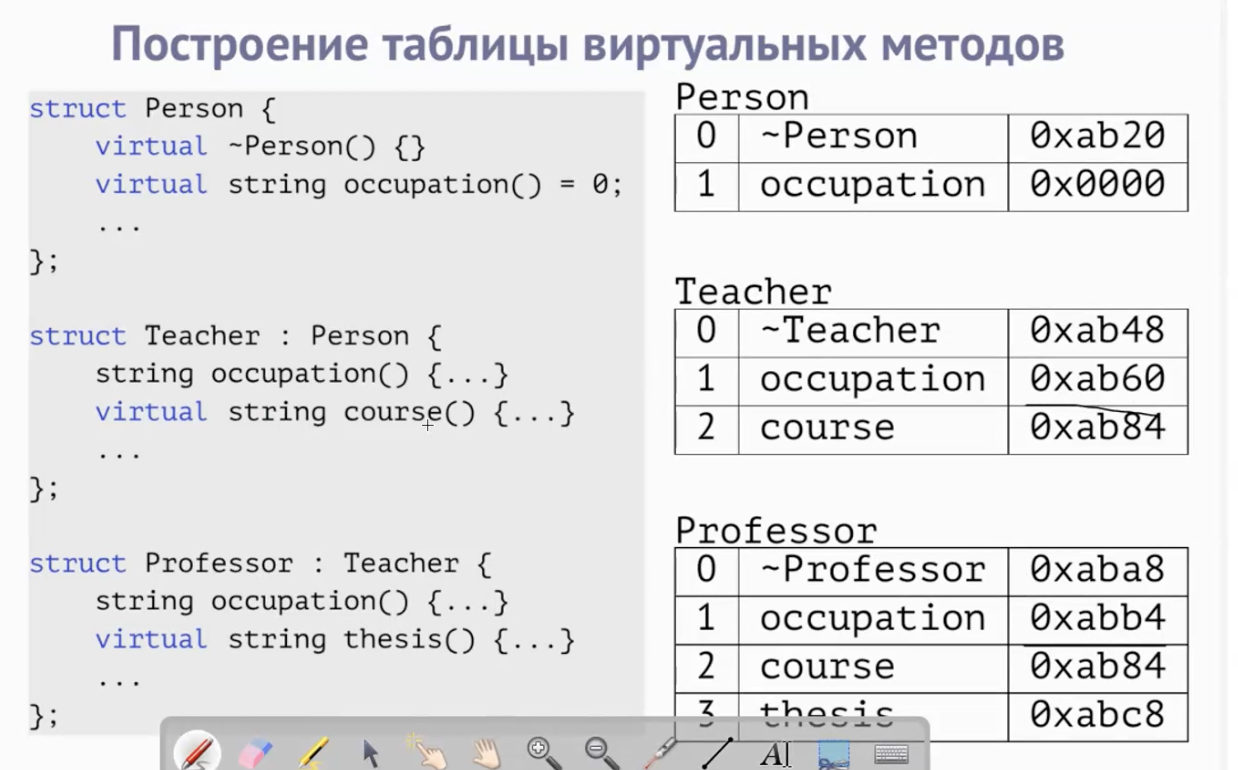 Построение таблицы виртуальных методов
struct Person {
virtual ~Person() {}
virtual string occupation() = 0;
...
};
struct Teacher : Person {
string occupation() {...}
virtual string course() {...}
...
};
struct Professor : Teacher {
string occupation() {...}
virtual string thesis() {...}
...
};
Person
0 ~Person 0xab20
1 occupation 0x0000
Teacher
0 ~Teacher 0xab48
1 occupation 0xab60
2 course 0xab84
Professor
0 ~Professor 0xaba8
1 occupation 0xabb4
2 course 0xab84
3 thesis 0xabc8
A